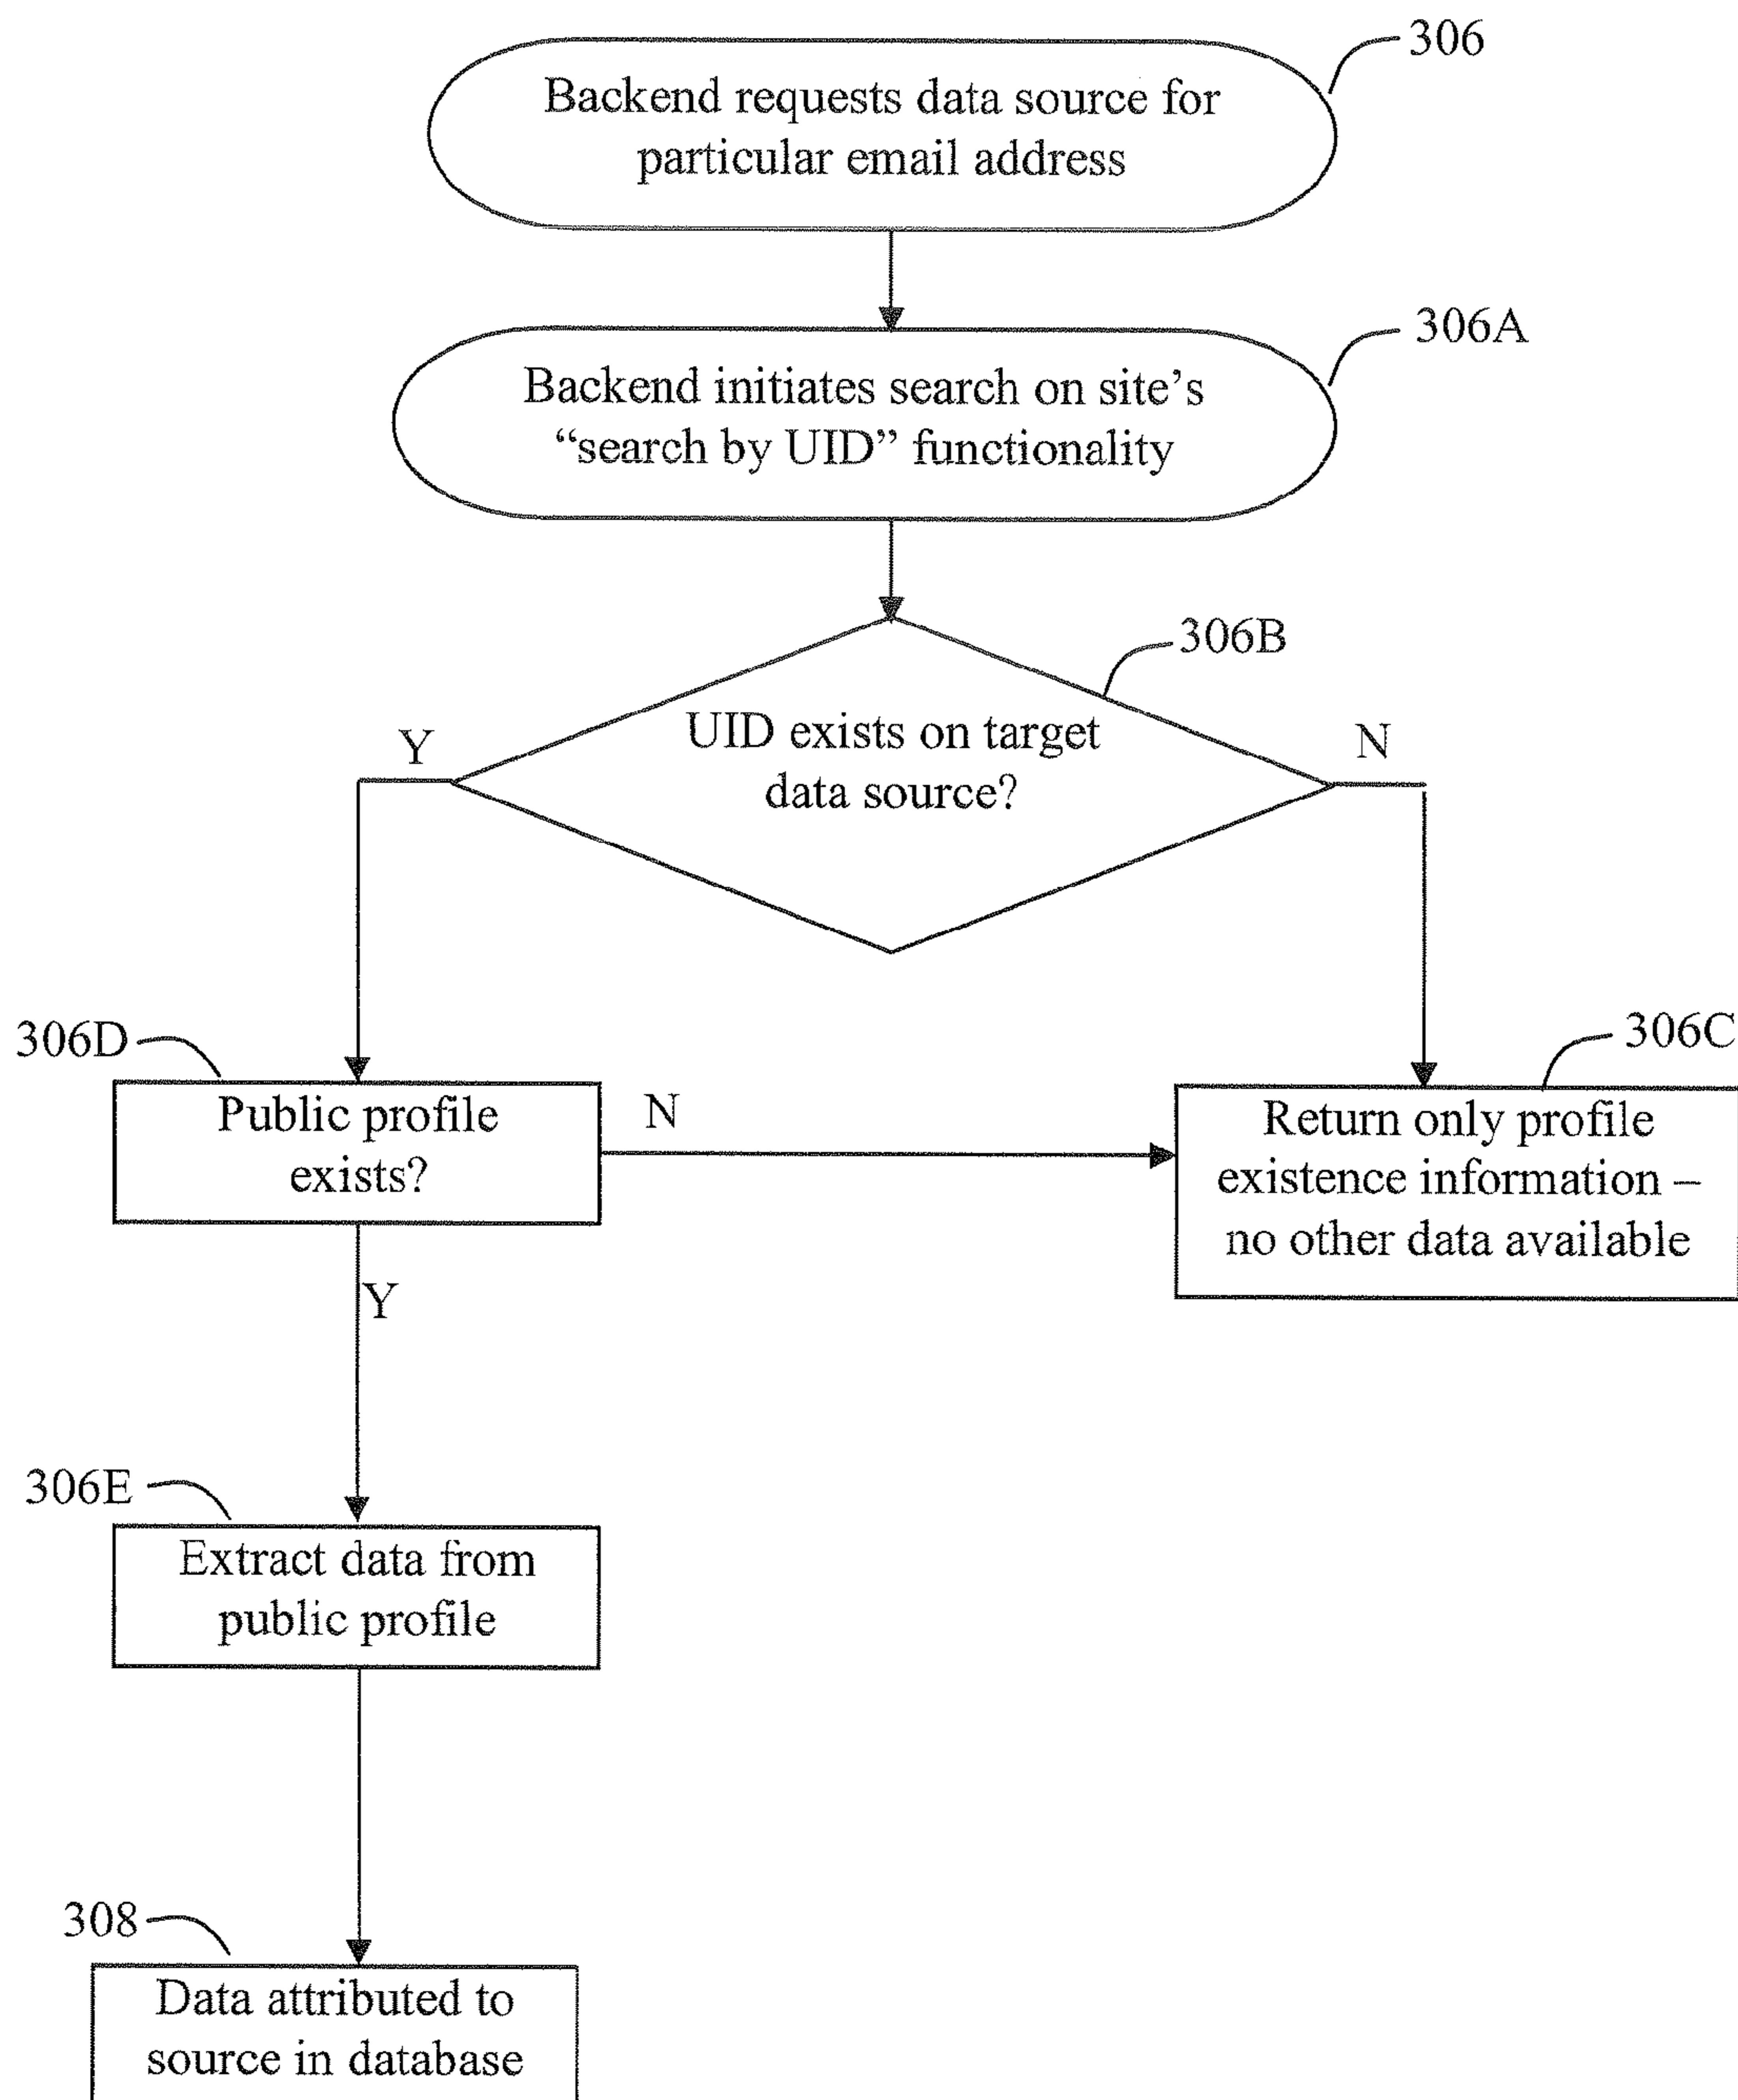 306
Backend requests data source for
particular email address
306A
Backend initiates search on site’s
“search by UID” functionality
306B
UID exists on target
data source?
Y
N
306D
Public profile
exists?
N
306C
Return only profile
existence information –
no other data available
Y
306E
Extract data from
public profile
308
Data attributed to
source in database